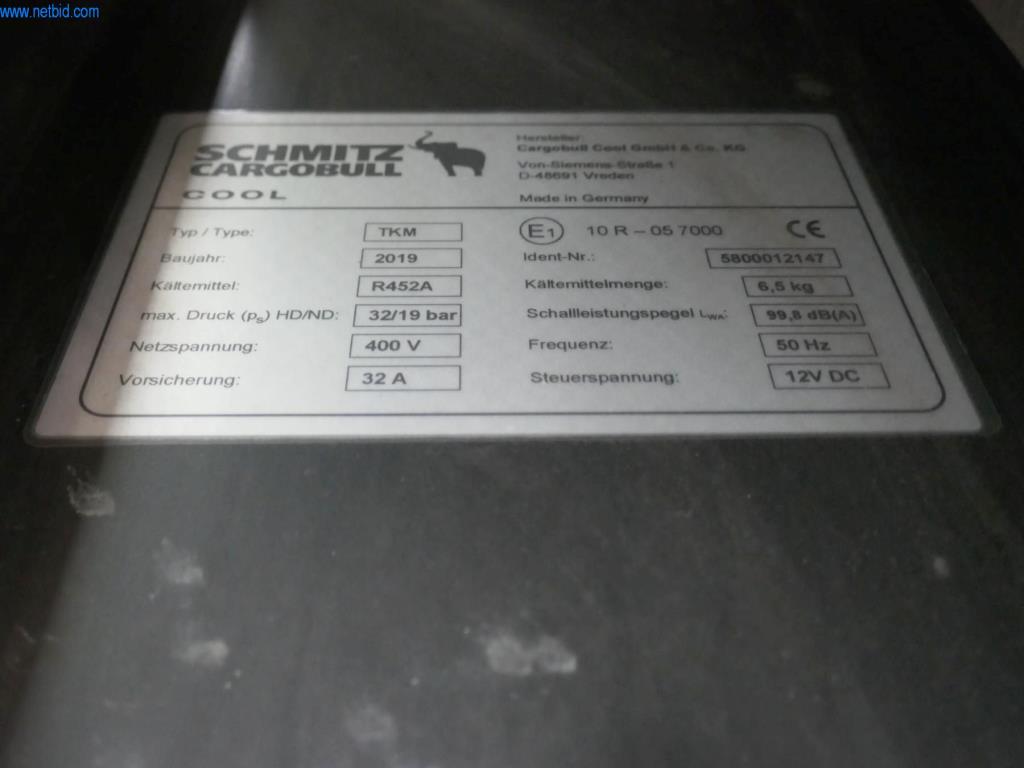 www.netbid.com
SCHMITZ
CARGOBULL
COOL
Hersteller:
Cargobull Cool GmbH & Co. KG
Von-Siemens-Straße 1
D-48691 Vreden
Made in Germany
Typ / Type: TKM
E1 10 R – 05 7000 CE
Baujahr: 2019
Ident-Nr.: 5800012147
Kältemittel: R452A
Kältemittelmenge: 6,5 kg
max. Druck (ps) HD/ND: 32/19 bar
Schallleistungspegel LWA: 99,8 dB(A)
Netzspannung: 400 V
Frequenz: 50 Hz
Vorsicherung: 32 A
Steuerspannung: 12V DC